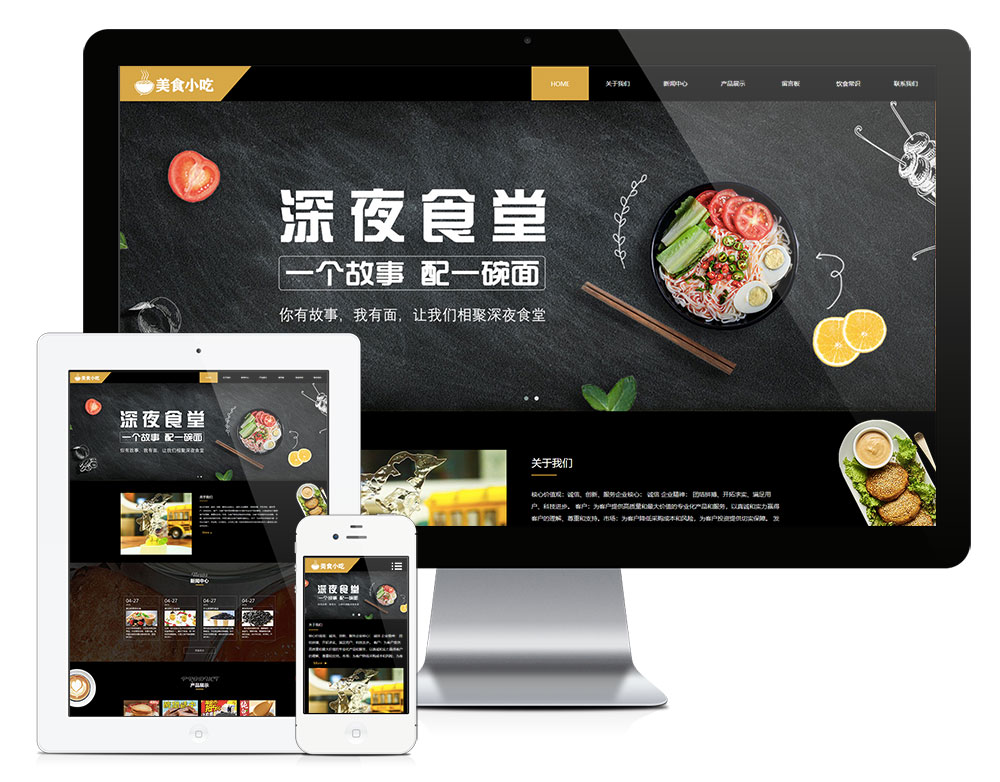 美食小吃
HOME
关于我们
新闻中心
产品展示
留言板
饮食常识
联系我们
深夜食堂
一个故事 配一碗面
你有故事，我有面，让我们相聚深夜食堂
关于我们
核心价值观：诚信、创新、服务企业核心： 诚信 企业精神： 团结拼搏、开拓求实、满足用
户、科技进步。 客户：为客户提供高质量和最大价值的专业化产品和服务，以真诚和实力赢得
客户的理解、尊重和支持。市场：为客户降低采购成本和风险，为客户投资提供切实保障。 发
美食小吃
深夜食堂
一个故事 配一碗面
你有故事，我有面，让我们相聚深夜食堂
关于我们
新闻中心
04-27
04-27
04-27
04-27
PRODUCT
产品展示
美食小吃
深夜食堂
一个故事 配一碗面
关于我们